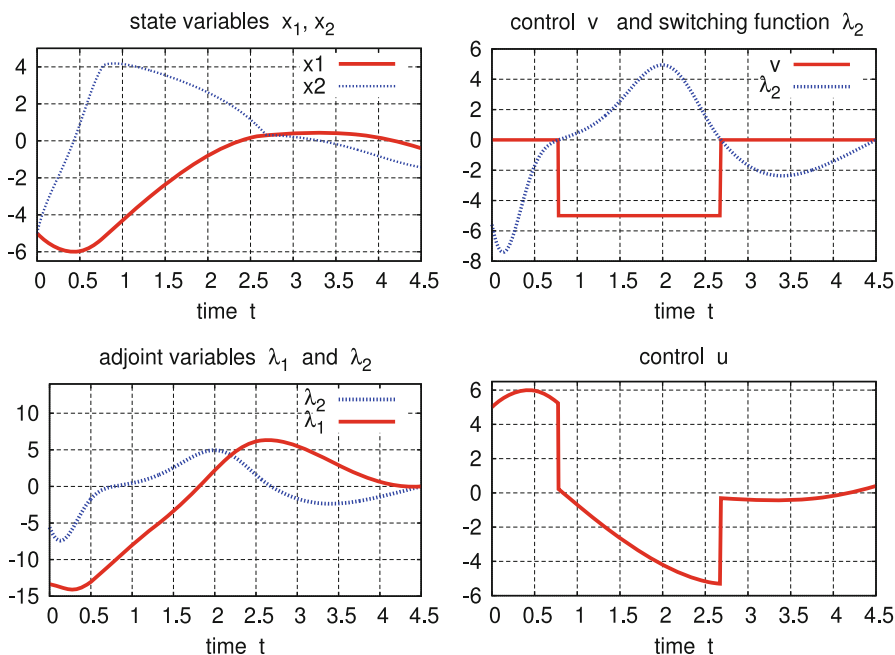 state variables x1, x2
x1
x2
4
2
0
-2
-4
-6
0 0.5 1 1.5 2 2.5 3 3.5 4 4.5
time t
control v and switching function λ2
v
λ2
6
4
2
0
-2
-4
-6
-8
0 0.5 1 1.5 2 2.5 3 3.5 4 4.5
time t
adjoint variables λ1 and λ2
λ2
λ1
10
5
0
-5
-10
-15
0 0.5 1 1.5 2 2.5 3 3.5 4 4.5
time t
control u
6
4
2
0
-2
-4
-6
0 0.5 1 1.5 2 2.5 3 3.5 4 4.5
time t